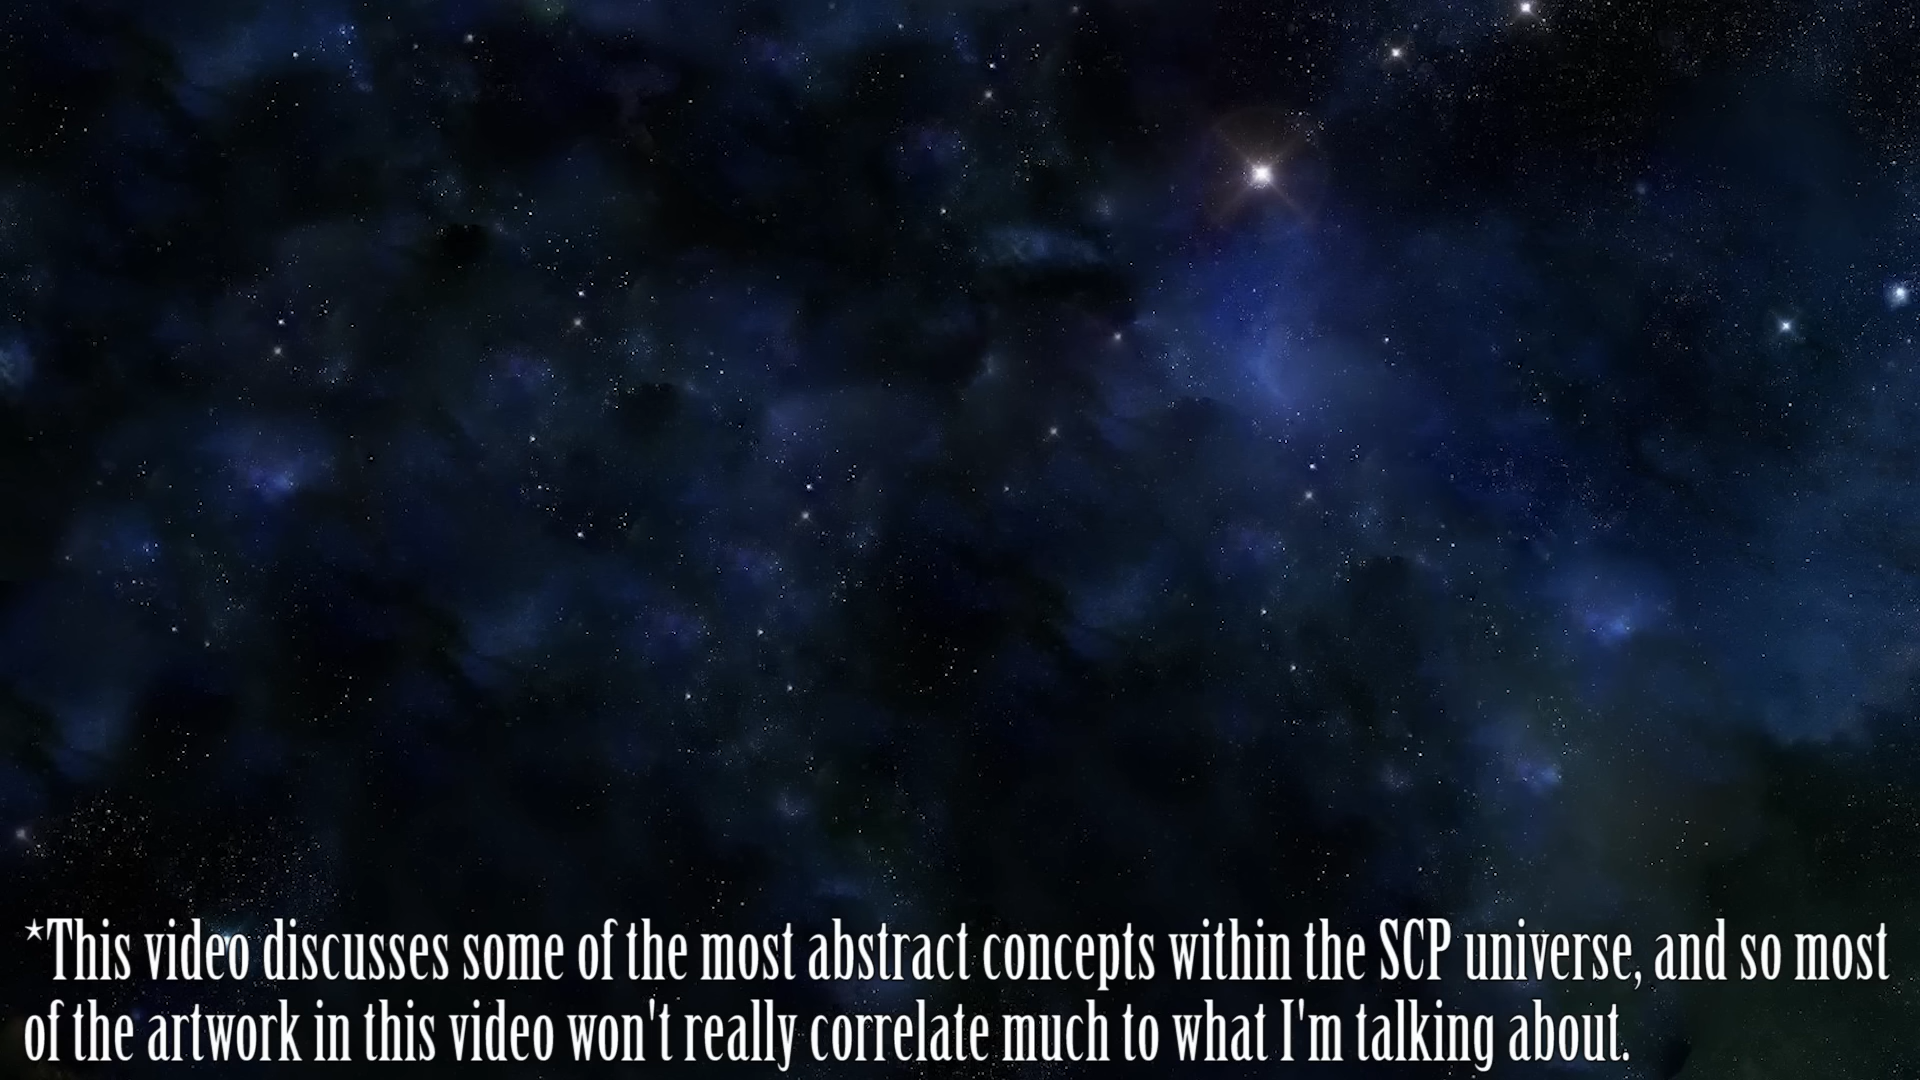 *This video discusses some of the most abstract concepts within the SCP universe, and so most
of the artwork in this video won't really correlate much to what I'm talking about.